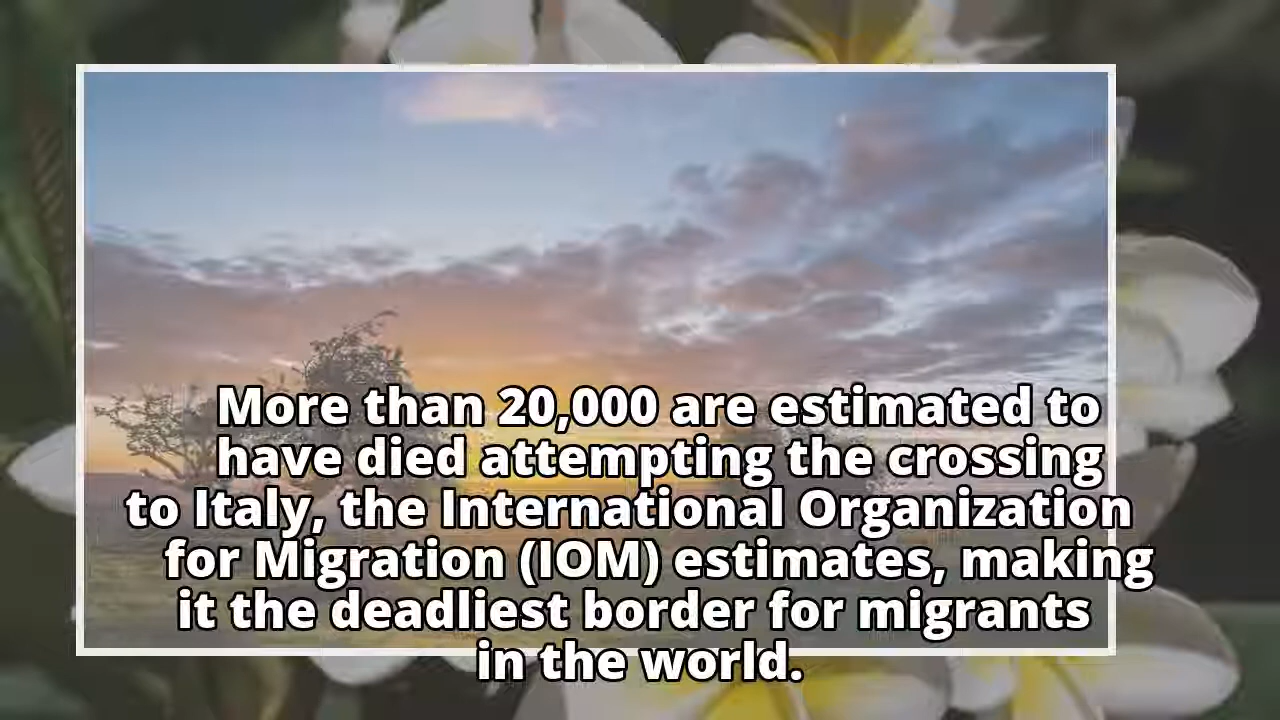 More than 20,000 are estimated to
have died attempting the crossing
to Italy, the International Organization
for Migration (IOM) estimates, making
it the deadliest border for migrants
in the world.